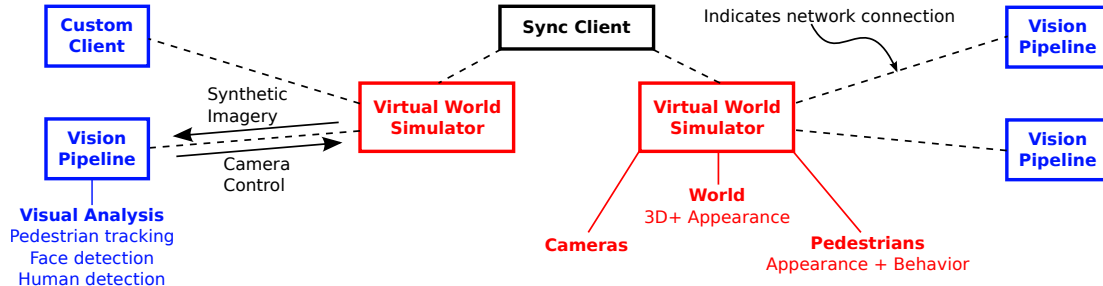 Custom
Client
Sync Client
Indicates network connection
Vision
Pipeline
Synthetic
Imagery
Virtual World
Simulator
Virtual World
Simulator
Vision
Pipeline
Camera
Control
Vision
Pipeline
Visual Analysis
Pedestrian tracking
Face detection
Human detection
World
3D+ Appearance
Cameras
Pedestrians
Appearance + Behavior